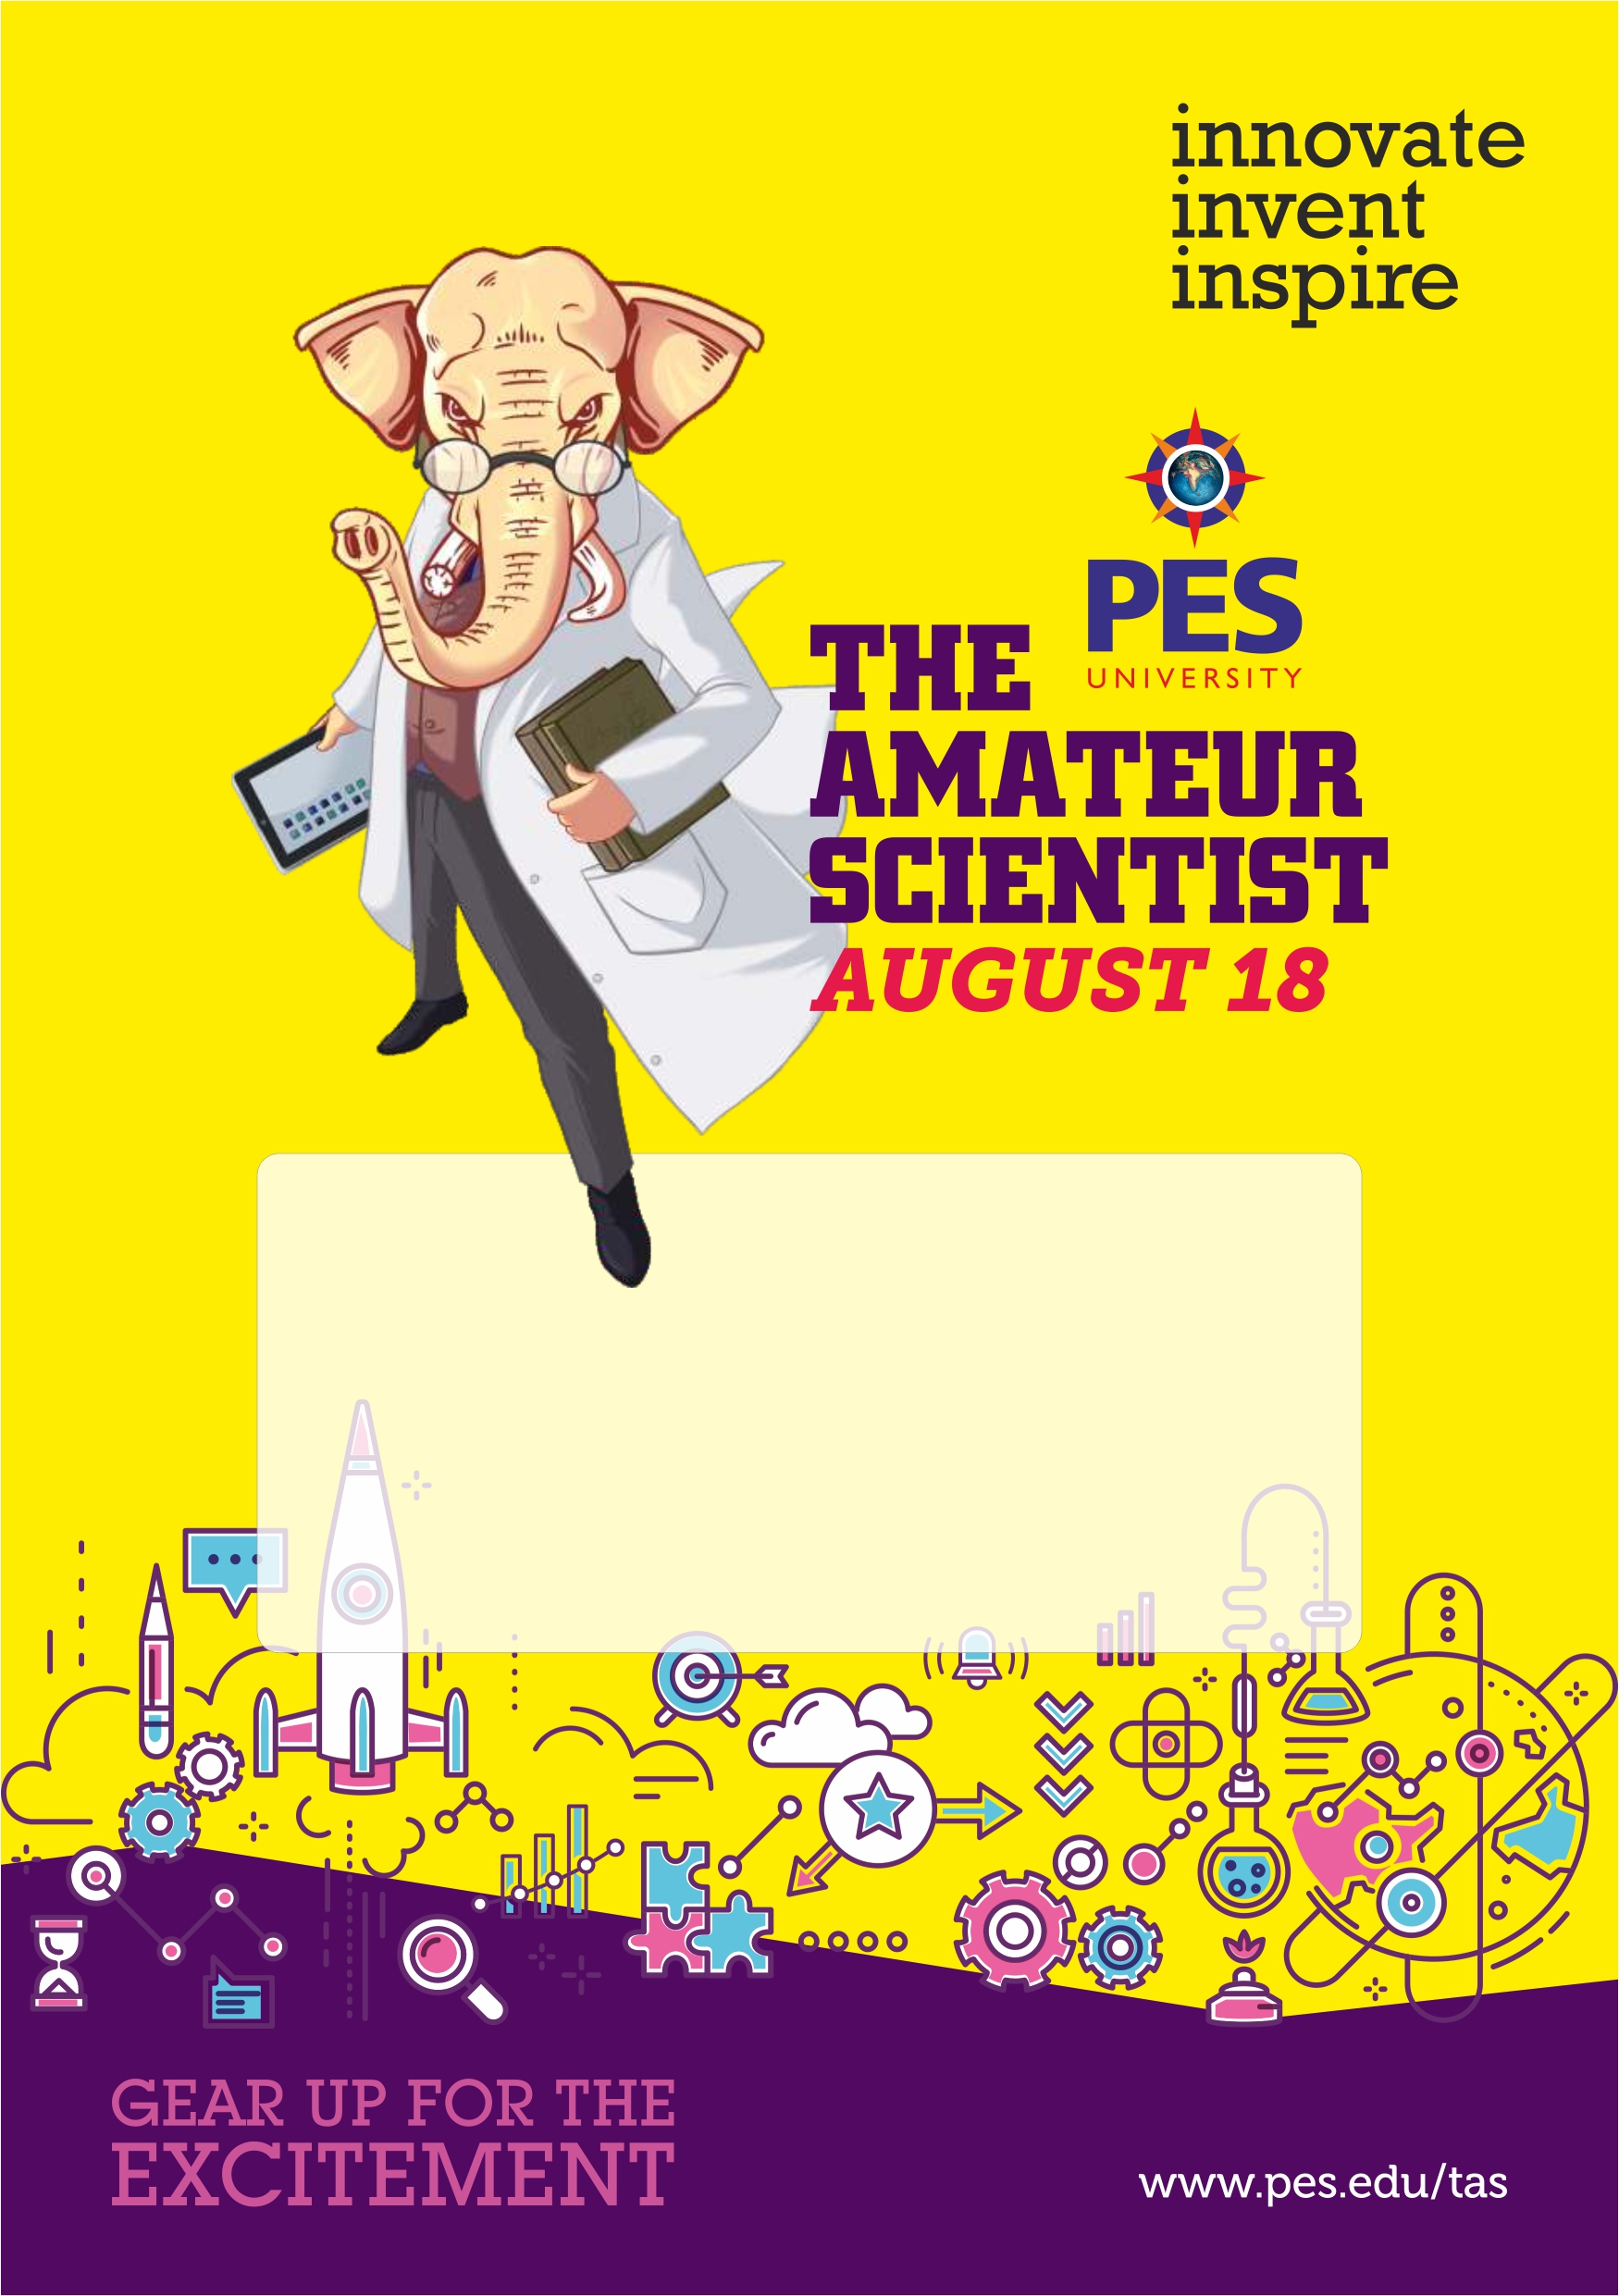 innovate
invent
inspire
PES
UNIVERSITY
THE
AMATEUR
SCIENTIST
AUGUST 18
GEAR UP FOR THE
EXCITEMENT
www.pes.edu/tas